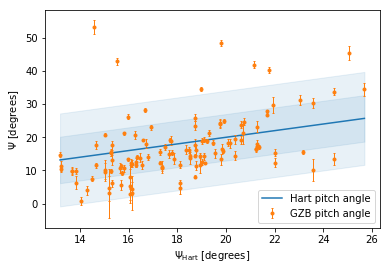 50
40
30
20
10
0
Ψ [degrees]
14 16 18 20 22 24 26
Ψ_Hart [degrees]
Hart pitch angle
GZB pitch angle